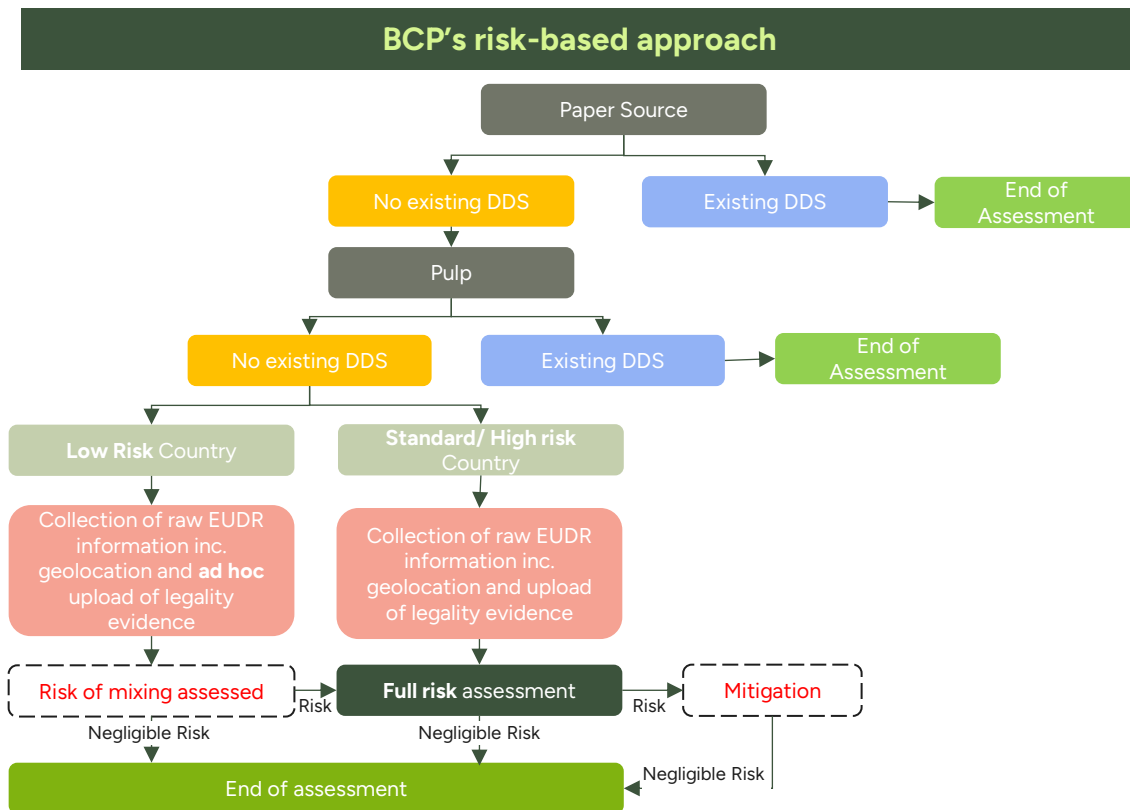 BCP's risk-based approach
Paper Source
No existing DDS
Existing DDS
End of
Assessment
Pulp
No existing DDS
Existing DDS
End of
Assessment
Low Risk Country
Standard/ High risk
Country
Collection of raw EUDR
information inc.
geolocation and ad hoc
upload of legality
evidence
Collection of raw EUDR
information inc.
geolocation and upload
of legality evidence
Risk of mixing assessed
Risk
Full risk assessment
Risk
Mitigation
Negligible Risk
Negligible Risk
Negligible Risk
End of assessment